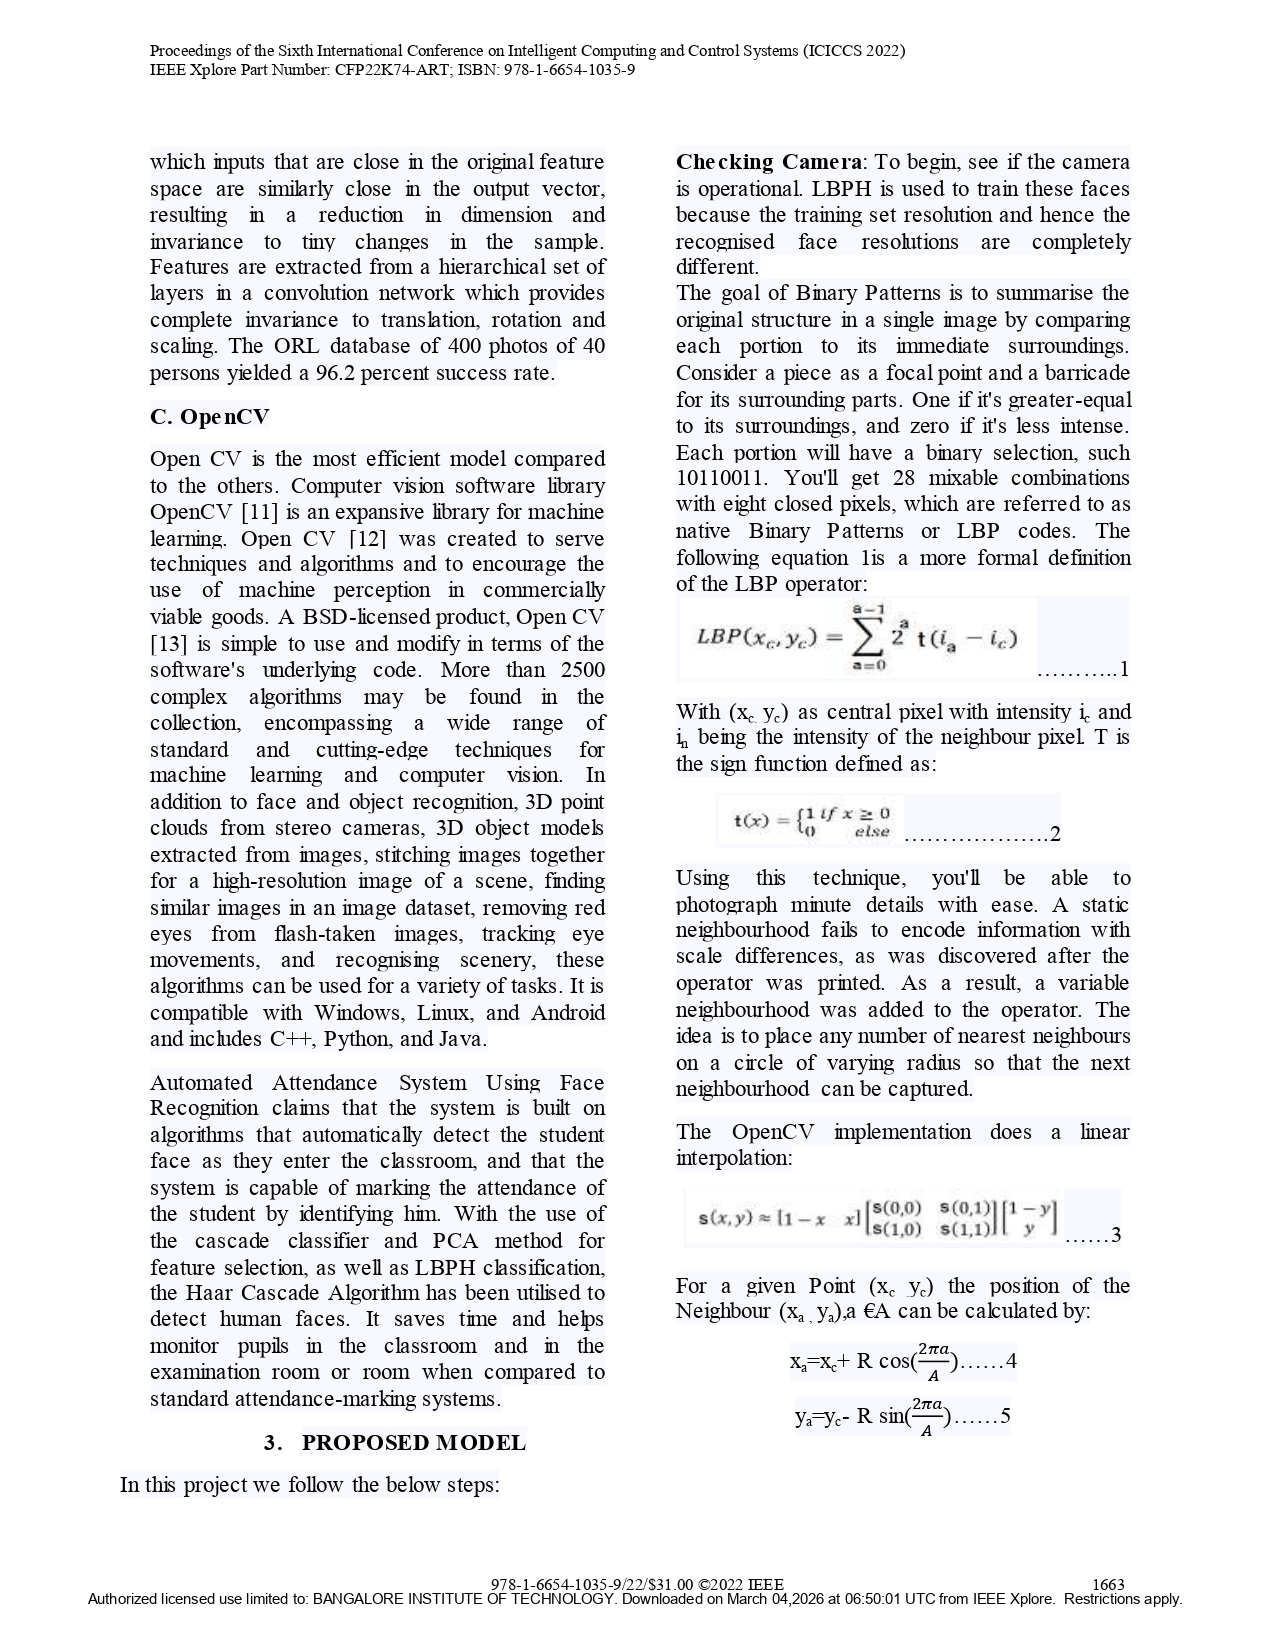 Proceedings of the Sixth International Conference on Intelligent Computing and Control Systems (ICICCS 2022)
IEEE Xplore Part Number: CFP22K74-ART; ISBN: 978-1-6654-1035-9
which inputs that are close in the original feature
space are similarly close in the output vector,
resulting in a reduction in dimension and
invariance to tiny changes in the sample.
Features are extracted from a hierarchical set of
layers in a convolution network which provides
complete invariance to translation, rotation and
scaling. The ORL database of 400 photos of 40
persons yielded a 96.2 percent success rate.
C. OpenCV
Open CV is the most efficient model compared
to the others. Computer vision software library
OpenCV [11] is an expansive library for machine
learning. Open CV [12] was created to serve
techniques and algorithms and to encourage the
use of machine perception in commercially
viable goods. A BSD-licensed product, Open CV
[13] is simple to use and modify in terms of the
software's underlying code. More than 2500
complex algorithms may be found in the
collection, encompassing a wide range of
standard and cutting-edge techniques for
machine learning and computer vision. In
addition to face and object recognition, 3D point
clouds from stereo cameras, 3D object models
extracted from images, stitching images together
for a high-resolution image of a scene, finding
similar images in an image dataset, removing red
eyes from flash-taken images, tracking eye
movements, and recognising scenery, these
algorithms can be used for a variety of tasks. It is
compatible with Windows, Linux, and Android
and includes C++, Python, and Java.
Automated Attendance System Using Face
Recognition claims that the system is built on
algorithms that automatically detect the student
face as they enter the classroom, and that the
system is capable of marking the attendance of
the student by identifying him. With the use of
the cascade classifier and PCA method for
feature selection, as well as LBPH classification,
the Haar Cascade Algorithm has been utilised to
detect human faces. It saves time and helps
monitor pupils in the classroom and in the
examination room or room when compared to
standard attendance-marking systems.
3. PROPOSED MODEL
In this project we follow the below steps:
Checking Camera: To begin, see if the camera
is operational. LBPH is used to train these faces
because the training set resolution and hence the
recognised face resolutions are completely
different.
The goal of Binary Patterns is to summarise the
original structure in a single image by comparing
each portion to its immediate surroundings.
Consider a piece as a focal point and a barricade
for its surrounding parts. One if it's greater-equal
to its surroundings, and zero if it's less intense.
Each portion will have a binary selection, such
10110011. You'll get 28 mixable combinations
with eight closed pixels, which are referred to as
native Binary Patterns or LBP codes. The
following equation 1is a more formal definition
of the LBP operator:
LBP(x_c, y_c) = ∑_{a=0}^{a-1} 2^a t(i_a − i_c) ………..1
With (x_c, y_c) as central pixel with intensity i_c and
i_n being the intensity of the neighbour pixel. T is
the sign function defined as:
t(x) = {1 if x ≥ 0
0 else ………………..2
Using this technique, you'll be able to
photograph minute details with ease. A static
neighbourhood fails to encode information with
scale differences, as was discovered after the
operator was printed. As a result, a variable
neighbourhood was added to the operator. The
idea is to place any number of nearest neighbours
on a circle of varying radius so that the next
neighbourhood can be captured.
The OpenCV implementation does a linear
interpolation:
s(x, y) ≈ [1 − x x] [s(0,0) s(0,1)] [1 − y]
[s(1,0) s(1,1)] [y] ……3
For a given Point (x_c, y_c) the position of the
Neighbour (x_a , y_a),a €A can be calculated by:
x_a=x_c+ R cos(2πa/A)……4
y_a=y_c- R sin(2πa/A)……5
978-1-6654-1035-9/22/$31.00 ©2022 IEEE 1663
Authorized licensed use limited to: BANGALORE INSTITUTE OF TECHNOLOGY. Downloaded on March 04,2026 at 06:50:01 UTC from IEEE Xplore. Restrictions apply.